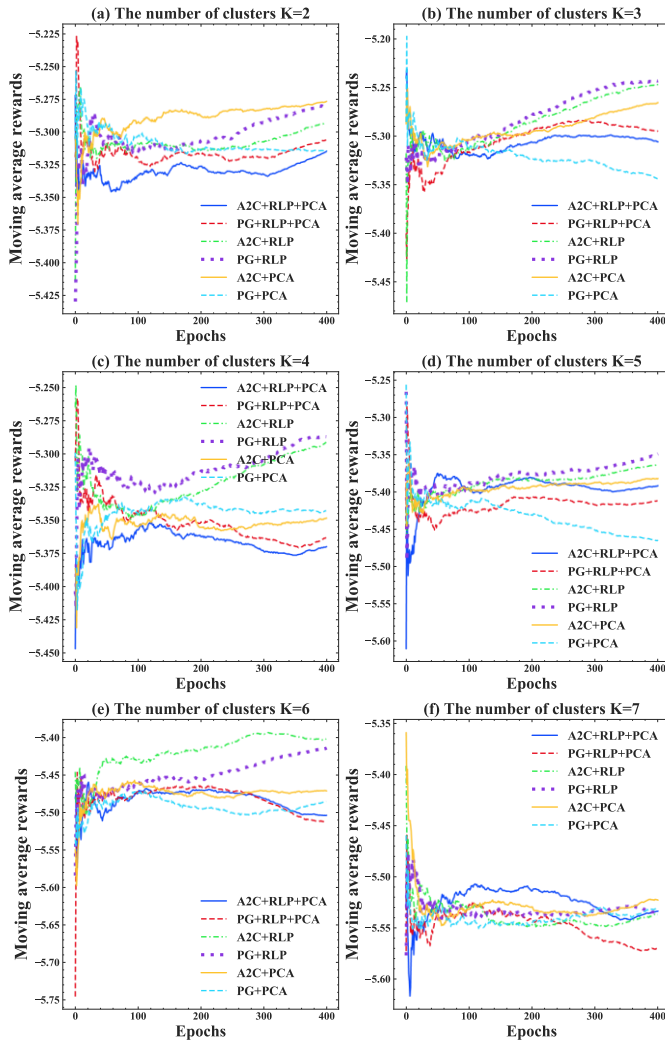 (a) The number of clusters K=2
Moving average rewards
−5.225
−5.250
−5.275
−5.300
−5.325
−5.350
−5.375
−5.400
−5.425
A2C+RLP+PCA
PG+RLP+PCA
A2C+RLP
PG+RLP
A2C+PCA
PG+PCA
0 100 200 300 400
Epochs
(b) The number of clusters K=3
Moving average rewards
−5.20
−5.25
−5.30
−5.35
−5.40
−5.45
A2C+RLP+PCA
PG+RLP+PCA
A2C+RLP
PG+RLP
A2C+PCA
PG+PCA
0 100 200 300 400
Epochs
(c) The number of clusters K=4
Moving average rewards
−5.250
−5.275
−5.300
−5.325
−5.350
−5.375
−5.400
−5.425
−5.450
A2C+RLP+PCA
PG+RLP+PCA
A2C+RLP
PG+RLP
A2C+PCA
PG+PCA
0 100 200 300 400
Epochs
(d) The number of clusters K=5
Moving average rewards
−5.25
−5.30
−5.35
−5.40
−5.45
−5.50
−5.55
−5.60
A2C+RLP+PCA
PG+RLP+PCA
A2C+RLP
PG+RLP
A2C+PCA
PG+PCA
0 100 200 300 400
Epochs
(e) The number of clusters K=6
Moving average rewards
−5.40
−5.45
−5.50
−5.55
−5.60
−5.65
−5.70
−5.75
A2C+RLP+PCA
PG+RLP+PCA
A2C+RLP
PG+RLP
A2C+PCA
PG+PCA
0 100 200 300 400
Epochs
(f) The number of clusters K=7
Moving average rewards
−5.35
−5.40
−5.45
−5.50
−5.55
−5.60
A2C+RLP+PCA
PG+RLP+PCA
A2C+RLP
PG+RLP
A2C+PCA
PG+PCA
0 100 200 300 400
Epochs